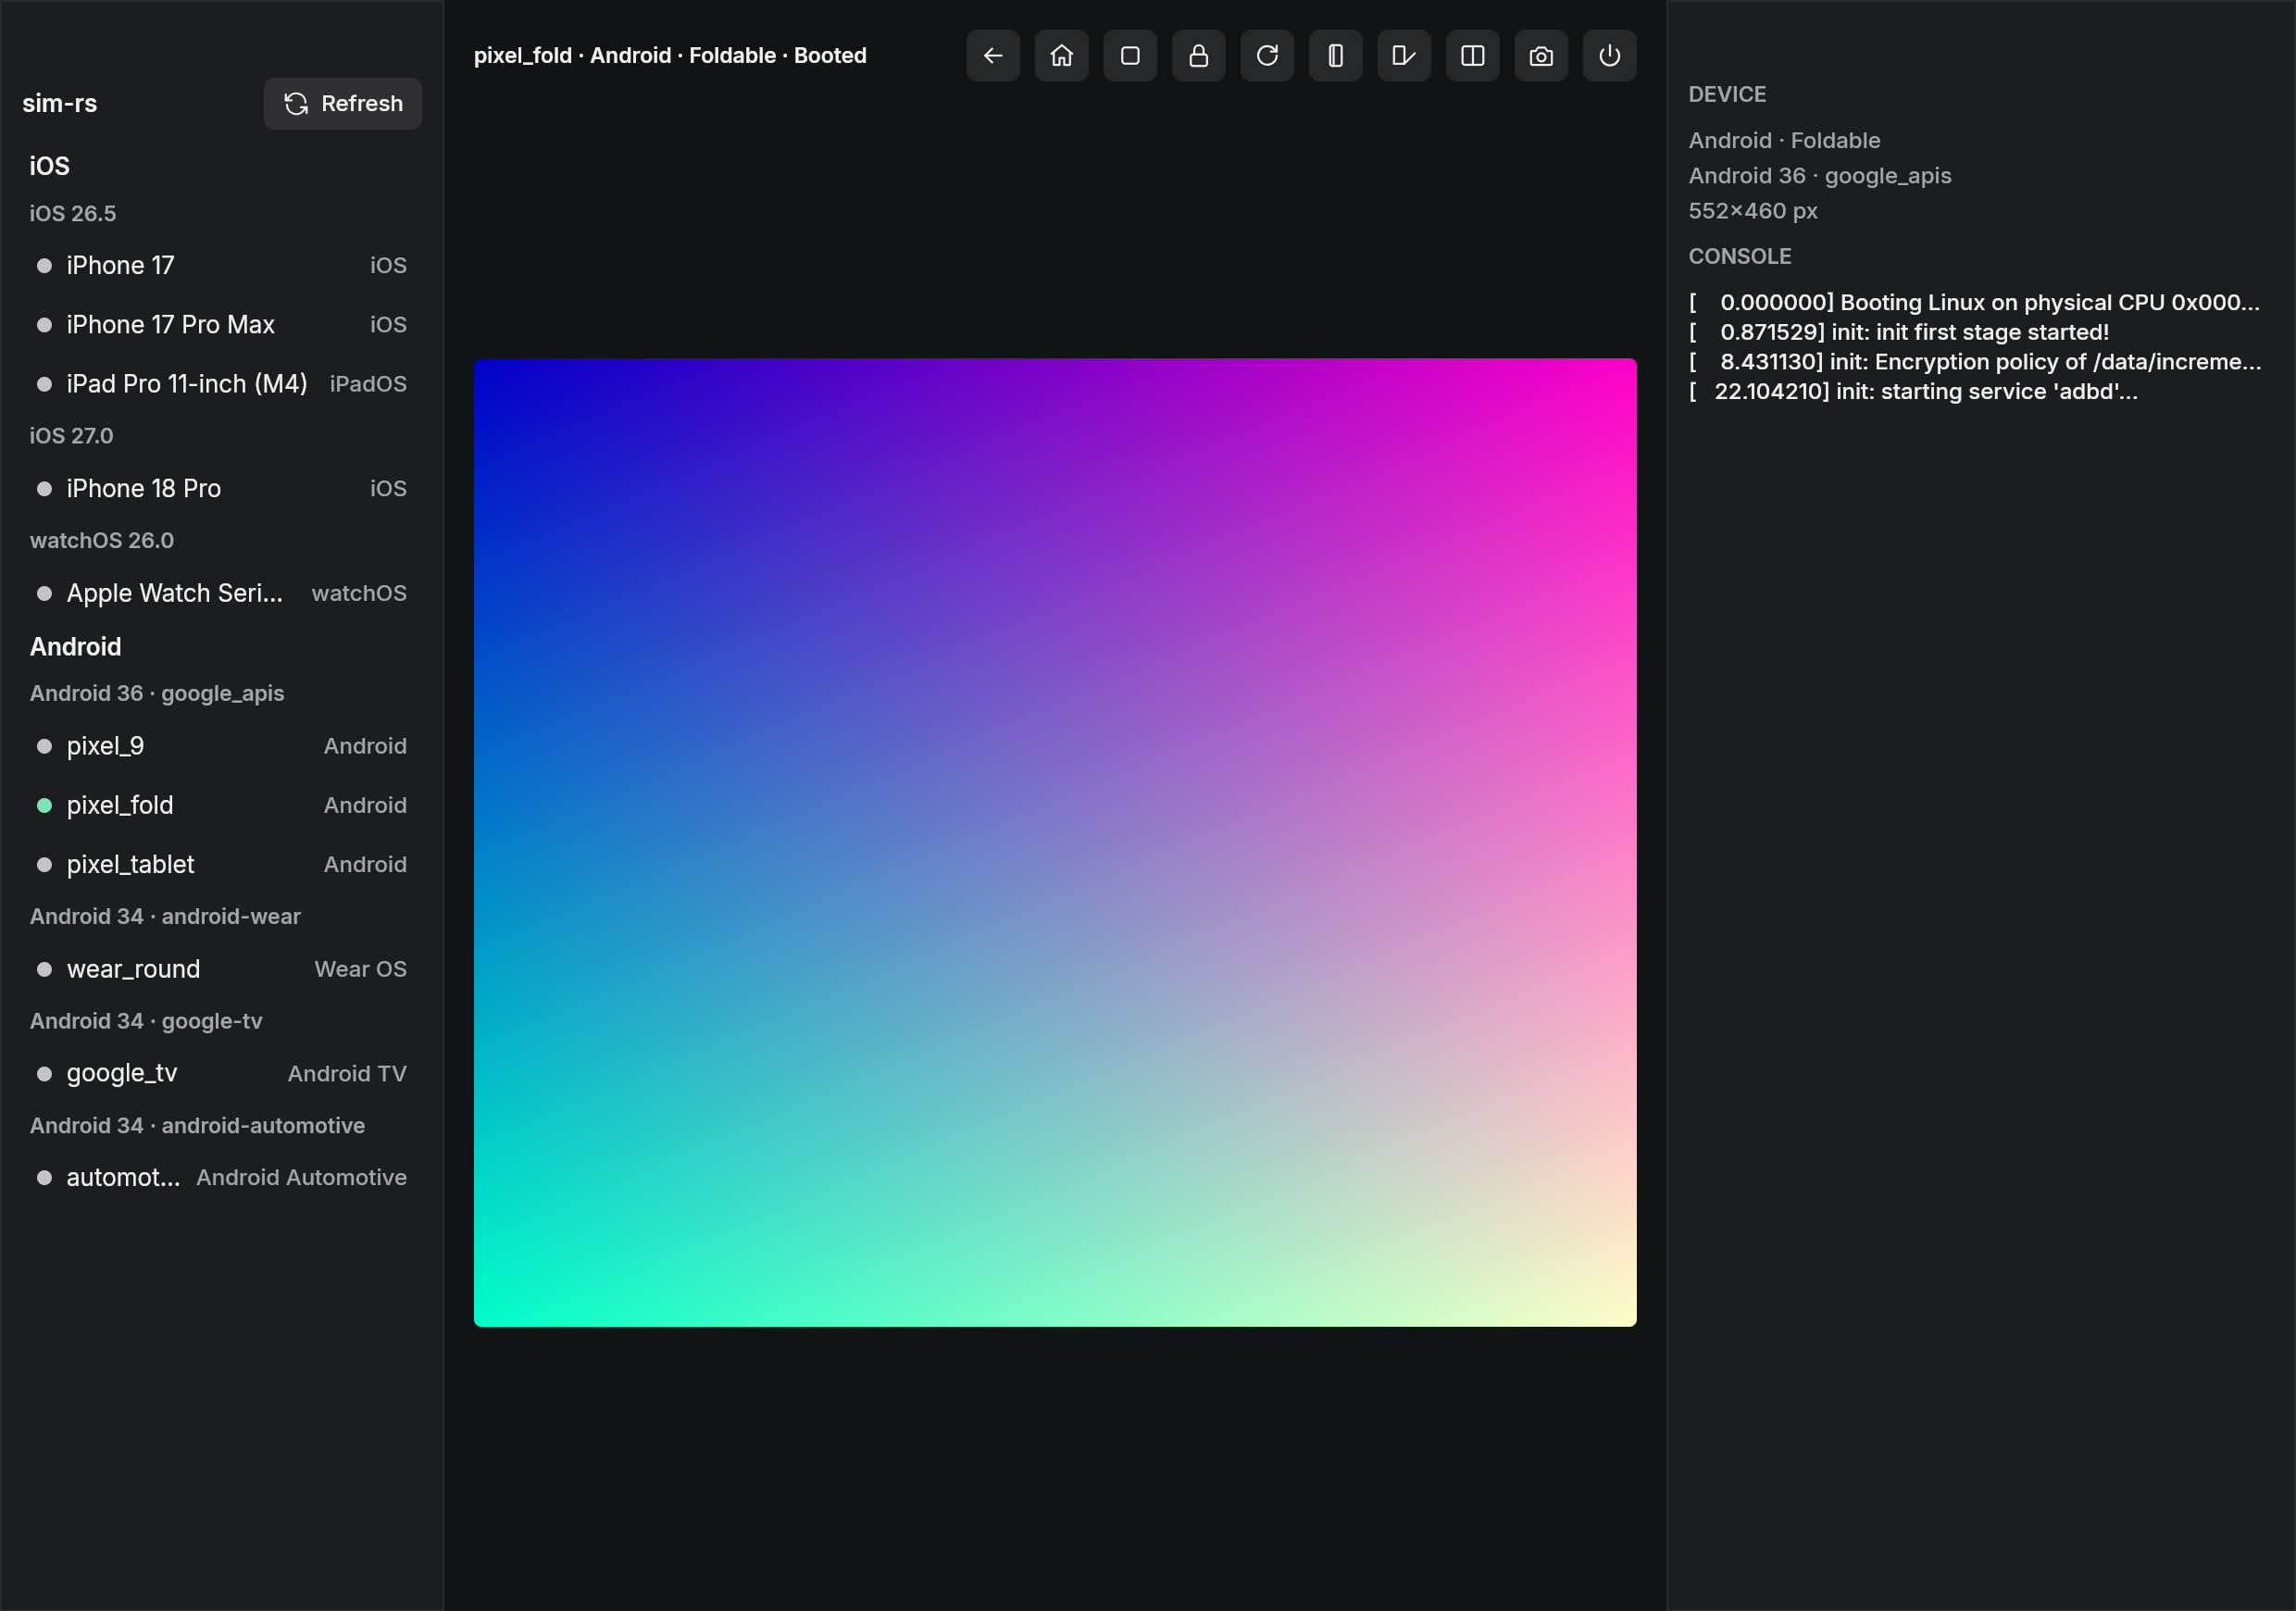 sim-rs
Refresh
iOS
iOS 26.5
iPhone 17 iOS
iPhone 17 Pro Max iOS
iPad Pro 11-inch (M4) iPadOS
iOS 27.0
iPhone 18 Pro iOS
watchOS 26.0
Apple Watch Seri... watchOS
Android
Android 36 · google_apis
pixel_9 Android
pixel_fold Android
pixel_tablet Android
Android 34 · android-wear
wear_round Wear OS
Android 34 · google-tv
google_tv Android TV
Android 34 · android-automotive
automot... Android Automotive
pixel_fold · Android · Foldable · Booted
DEVICE
Android · Foldable
Android 36 · google_apis
552×460 px
CONSOLE
[    0.000000] Booting Linux on physical CPU 0x000...
[    0.871529] init: init first stage started!
[    8.431130] init: Encryption policy of /data/increme...
[   22.104210] init: starting service 'adbd'...